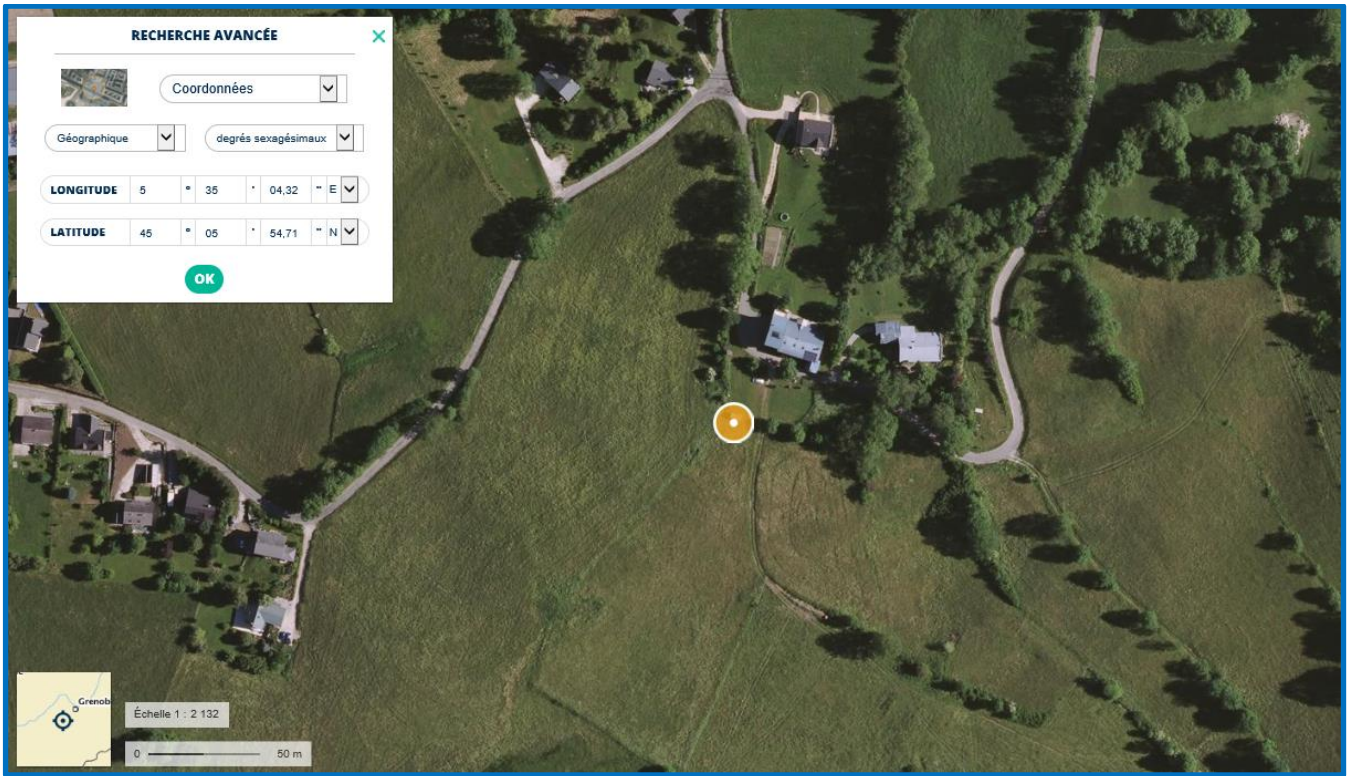 RECHERCHE AVANCÉE ×
Coordonnées
Géographique degrés sexagésimaux
LONGITUDE 5 ° 35 ' 04,32 " E
LATITUDE 45 ° 05 ' 54,71 " N
OK
Grenob
Échelle 1 : 2 132
0 50 m